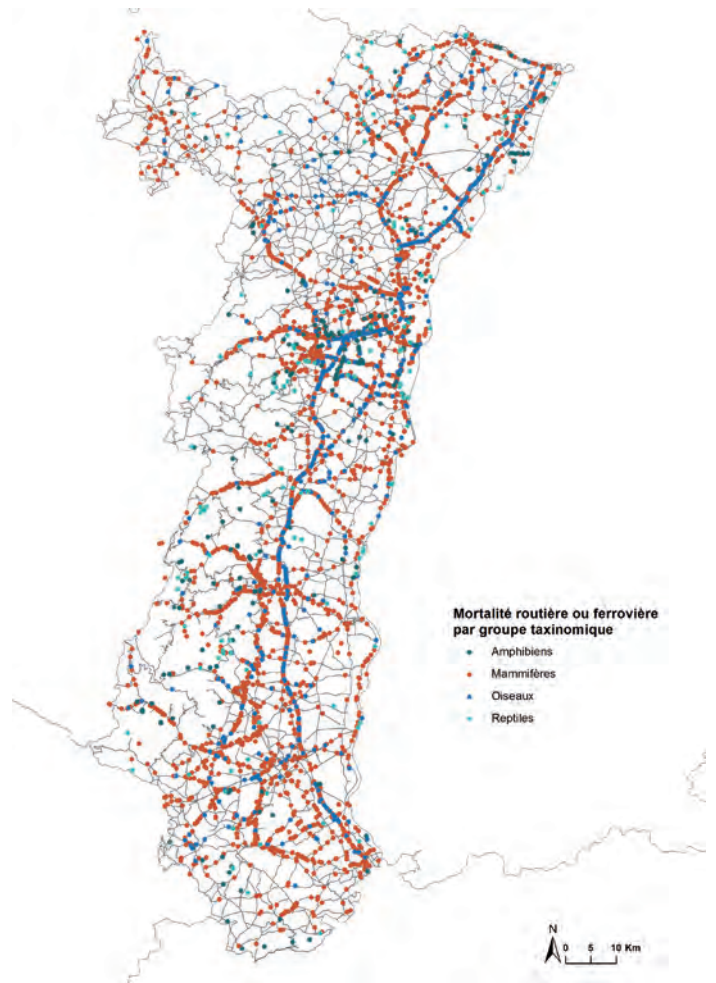 Mortalité routière ou ferrovière
par groupe taxinomique
Amphibiens
Mammifères
Oiseaux
Reptiles
N
0 5 10 Km